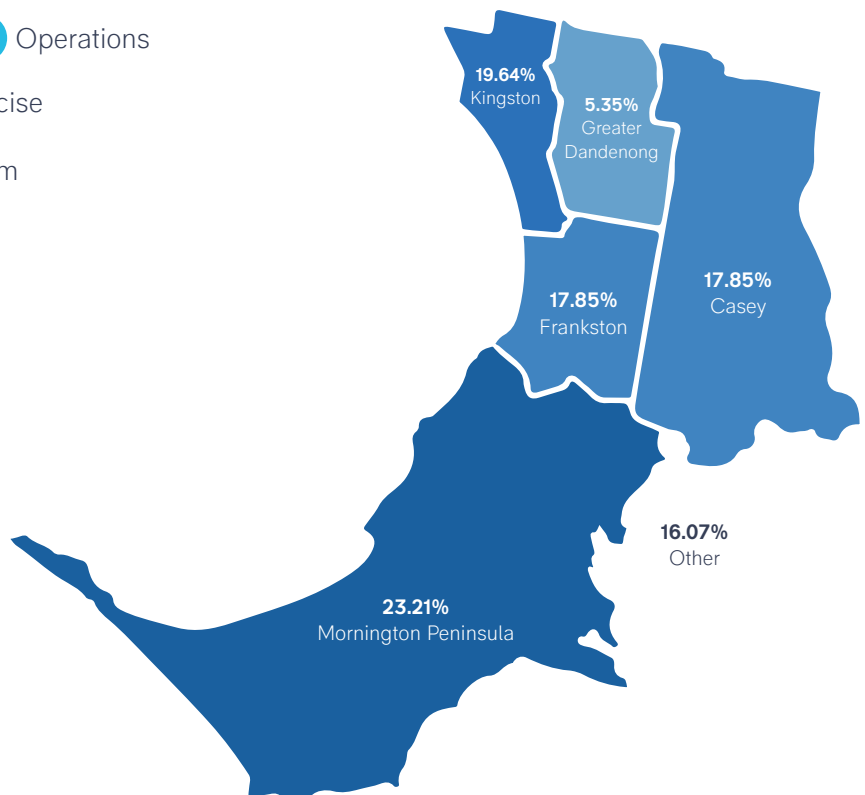 Operations
19.64%
Kingston
5.35%
Greater
Dandenong
17.85%
Casey
17.85%
Frankston
16.07%
Other
23.21%
Mornington Peninsula